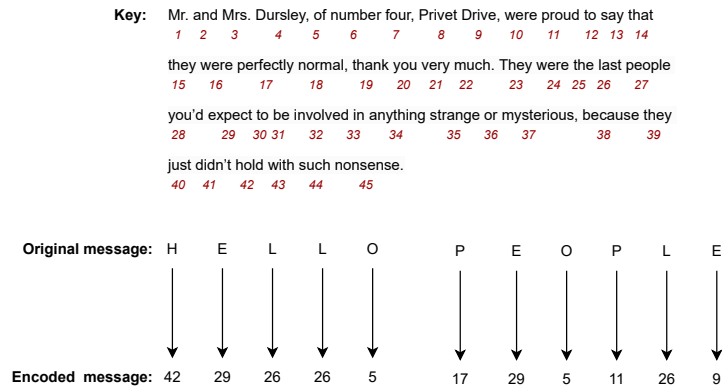 Key: Mr. and Mrs. Dursley, of number four, Privet Drive, were proud to say that
1 2 3 4 5 6 7 8 9 10 11 12 13 14
they were perfectly normal, thank you very much. They were the last people
15 16 17 18 19 20 21 22 23 24 25 26 27
you'd expect to be involved in anything strange or mysterious, because they
28 29 30 31 32 33 34 35 36 37 38 39
just didn't hold with such nonsense.
40 41 42 43 44 45
Original message: H E L L O P E O P L E
Encoded message: 42 29 26 26 5 17 29 5 11 26 9